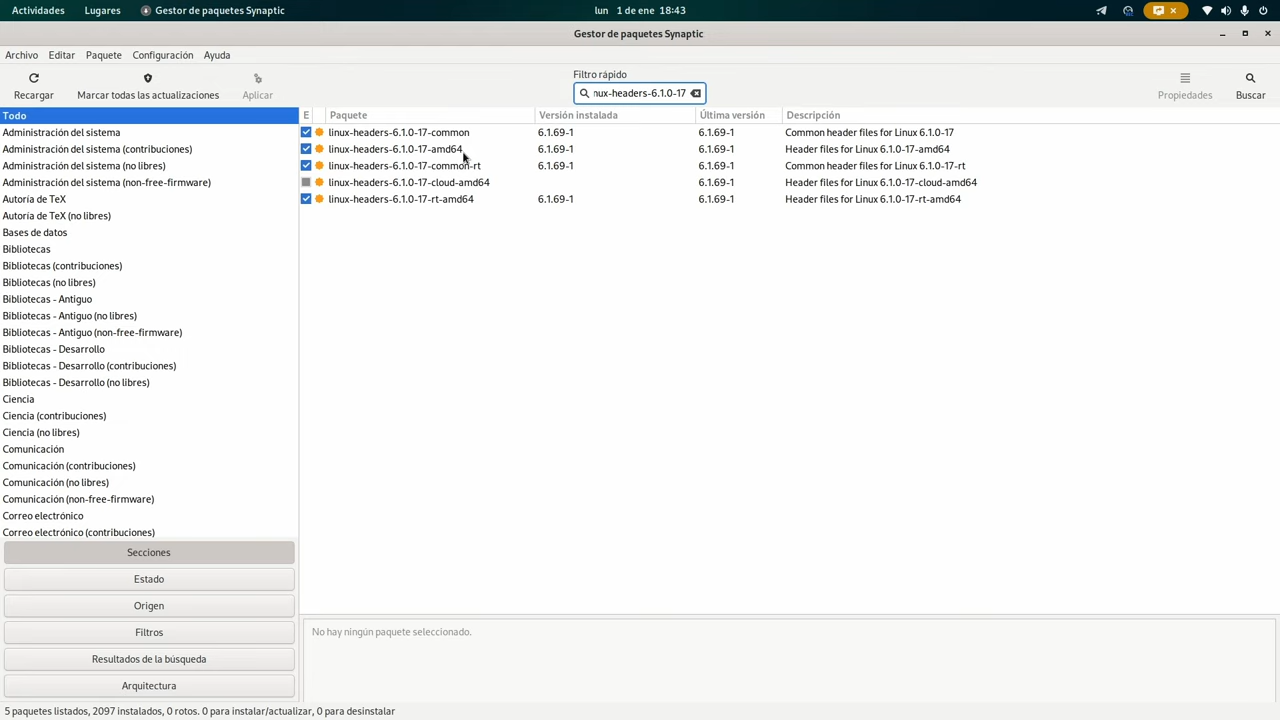 Actividades Lugares Gestor de paquetes Synaptic lun 1 de ene 18:43
Gestor de paquetes Synaptic
Archivo Editar Paquete Configuración Ayuda
Filtro rápido
Recargar Marcar todas las actualizaciones Aplicar nux-headers-6.1.0-17 Propiedades Buscar
E Paquete Versión instalada Última versión Descripción
linux-headers-6.1.0-17-common 6.1.69-1 6.1.69-1 Common header files for Linux 6.1.0-17
linux-headers-6.1.0-17-amd64 6.1.69-1 6.1.69-1 Header files for Linux 6.1.0-17-amd64
linux-headers-6.1.0-17-common-rt 6.1.69-1 6.1.69-1 Common header files for Linux 6.1.0-17-rt
linux-headers-6.1.0-17-cloud-amd64 6.1.69-1 Header files for Linux 6.1.0-17-cloud-amd64
linux-headers-6.1.0-17-rt-amd64 6.1.69-1 6.1.69-1 Header files for Linux 6.1.0-17-rt-amd64
Todo
Administración del sistema
Administración del sistema (contribuciones)
Administración del sistema (no libres)
Administración del sistema (non-free-firmware)
Autoría de TeX
Autoría de TeX (no libres)
Bases de datos
Bibliotecas
Bibliotecas (contribuciones)
Bibliotecas (no libres)
Bibliotecas - Antiguo
Bibliotecas - Antiguo (no libres)
Bibliotecas - Antiguo (non-free-firmware)
Bibliotecas - Desarrollo
Bibliotecas - Desarrollo (contribuciones)
Bibliotecas - Desarrollo (no libres)
Ciencia
Ciencia (contribuciones)
Ciencia (no libres)
Comunicación
Comunicación (contribuciones)
Comunicación (no libres)
Comunicación (non-free-firmware)
Correo electrónico
Correo electrónico (contribuciones)
Secciones
Estado
Origen
Filtros
Resultados de la búsqueda
Arquitectura
No hay ningún paquete seleccionado.
5 paquetes listados, 2097 instalados, 0 rotos. 0 para instalar/actualizar, 0 para desinstalar